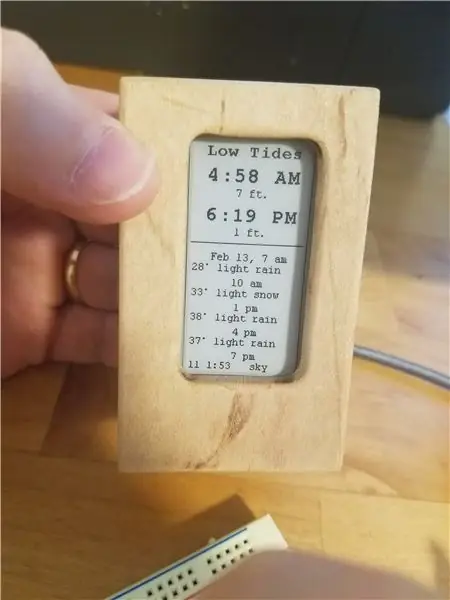 Low Tides
4:58 AM
7 ft.
6:19 PM
1 ft.
Feb 13, 7 am
28° light rain
10 am
33° light snow
1 pm
38° light rain
4 pm
37° light rain
7 pm
11 1:53 sky